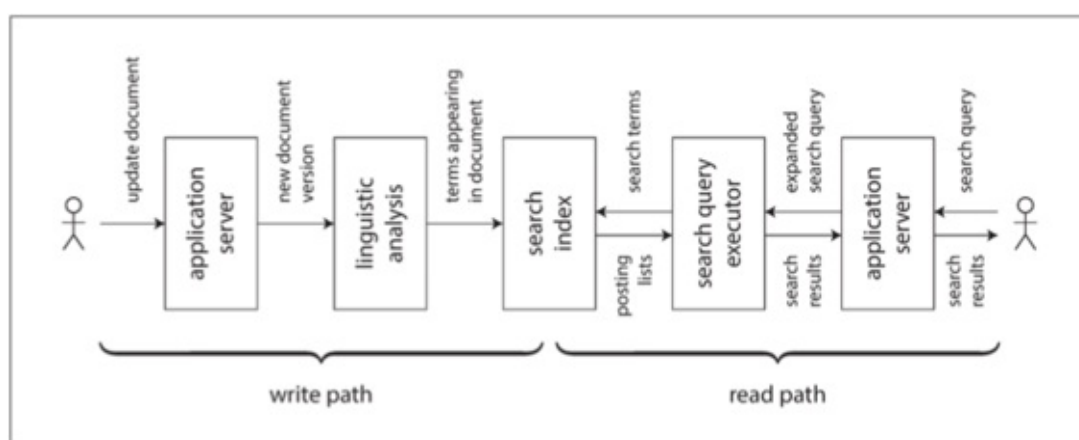 update document
application
server
new document
version
linguistic
analysis
terms appearing
in document
search
index
search terms
posting
lists
search query
executor
expanded
search query
search
results
application
server
search query
search
results
write path
read path